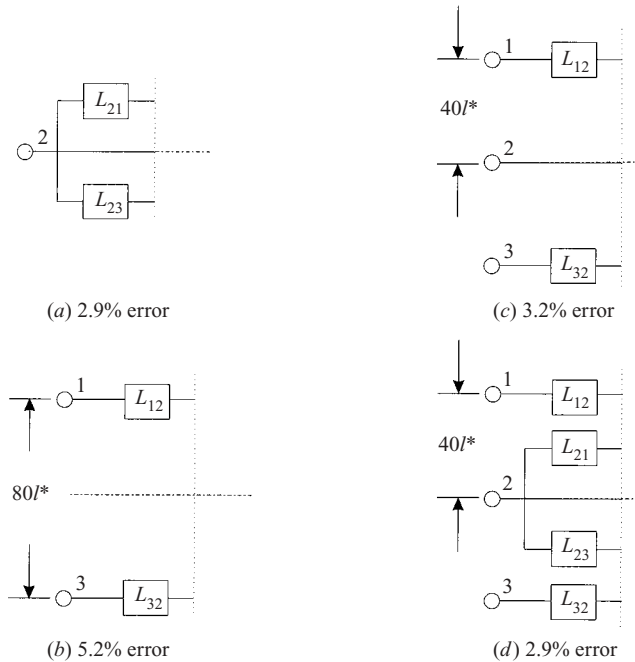 L21
2
L23
(a) 2.9% error
1
L12
80l*
3
L32
(b) 5.2% error
1
L12
40l*
2
3
L32
(c) 3.2% error
1
L12
40l*
L21
2
L23
3
L32
(d) 2.9% error